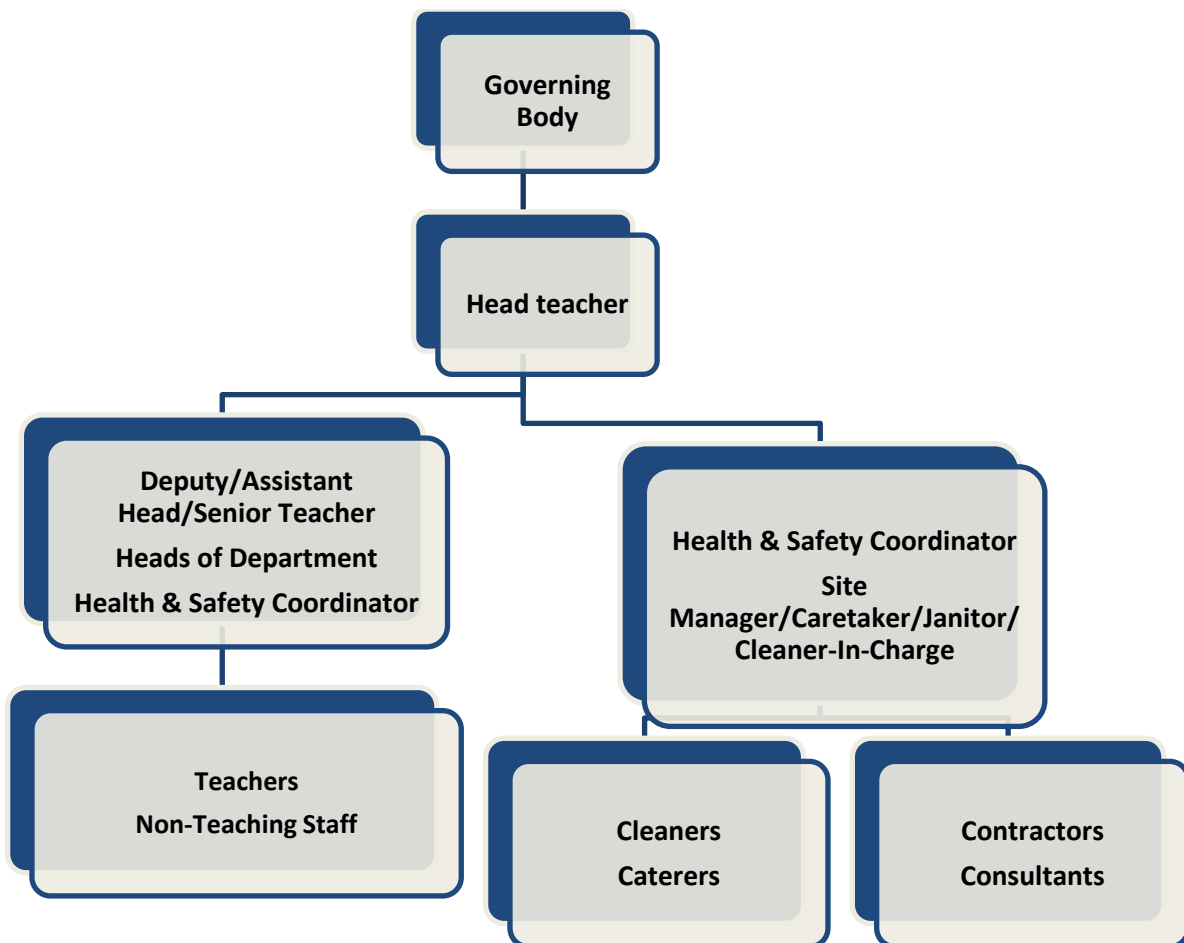 Governing
Body
Head teacher
Deputy/Assistant
Head/Senior Teacher
Heads of Department
Health & Safety Coordinator
Health & Safety Coordinator
Site
Manager/Caretaker/Janitor/
Cleaner-In-Charge
Teachers
Non-Teaching Staff
Cleaners
Caterers
Contractors
Consultants